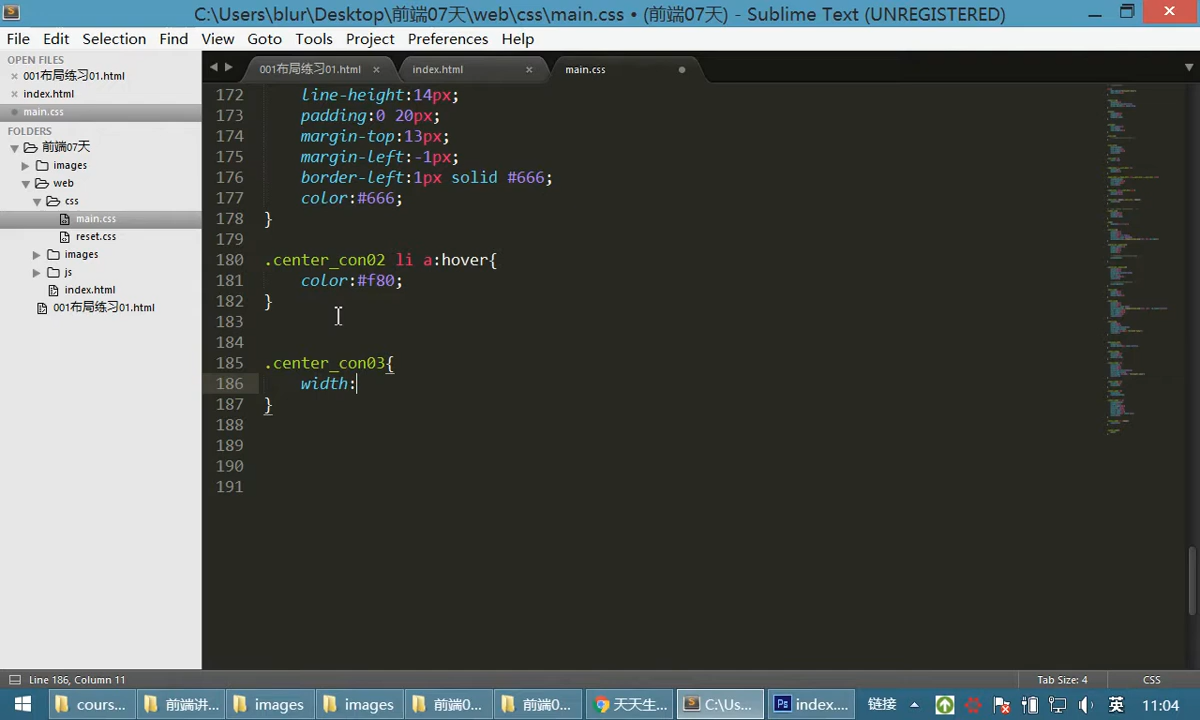 C:\Users\blur\Desktop\前端07天\web\css\main.css • (前端07天) - Sublime Text (UNREGISTERED)
File Edit Selection Find View Goto Tools Project Preferences Help
OPEN FILES
001布局练习01.html
index.html
main.css
FOLDERS
前端07天
images
web
css
main.css
reset.css
images
js
index.html
001布局练习01.html
001布局练习01.html index.html main.css
172 line-height:14px;
173 padding:0 20px;
174 margin-top:13px;
175 margin-left:-1px;
176 border-left:1px solid #666;
177 color:#666;
178 }
179
180 .center_con02 li a:hover{
181 color:#f80;
182 }
183
184
185 .center_con03{
186 width:
187 }
188
189
190
191
Line 186, Column 11 Tab Size: 4 CSS
cours... 前端讲... images images 前端0... 前端0... 天天生... C:\Us... Ps index.... 链接 英 11:04